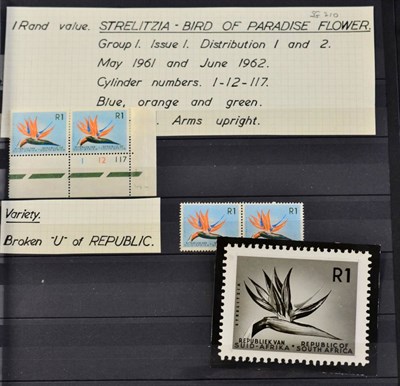 SG 210
1 Rand value. STRELITZIA - BIRD OF PARADISE FLOWER.
Group 1. Issue 1. Distribution 1 and 2.
May 1961 and June 1962.
Cylinder numbers. 1-12-117.
Blue, orange and green.
Arms upright.
R1 R1
1 12 117
Variety.
Broken "U" of REPUBLIC.
R1 R1
R1
STRELITZIA
REPUBLIEK VAN SUID-AFRIKA • REPUBLIC OF SOUTH AFRICA